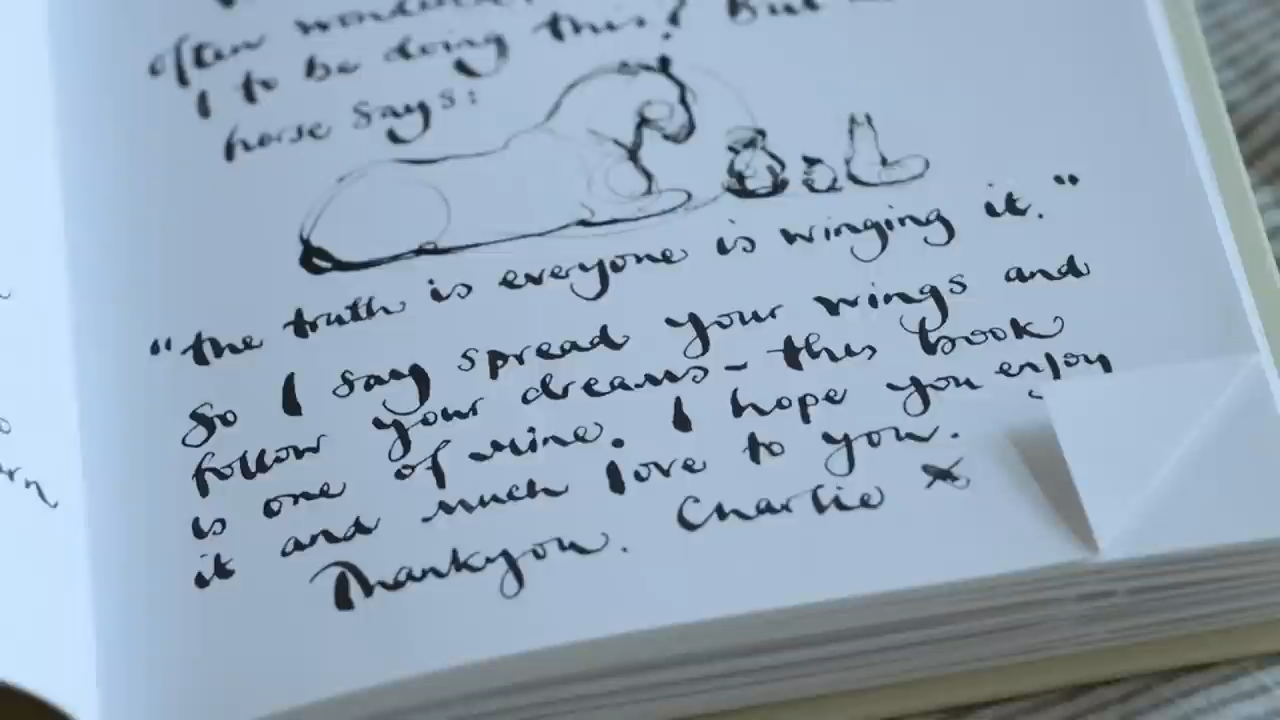 often
I to be doing this? But
horse says:
"the truth is everyone is winging it."
So I say spread your wings and
follow your dreams - this book
is one of mine. I hope you enjoy
it and much love to you.
Thankyou. Charlie x